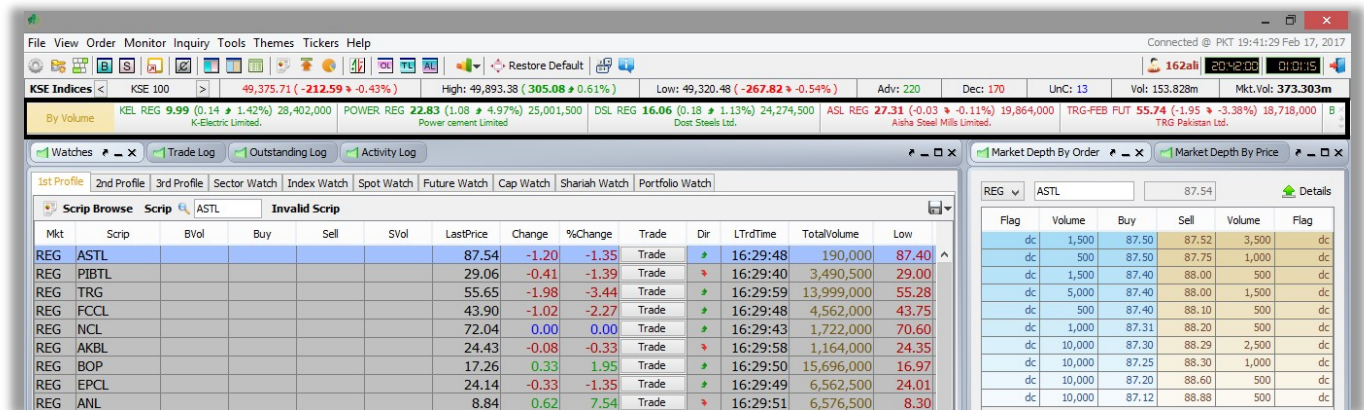 File View Order Monitor Inquiry Tools Themes Tickers Help Connected @ PKT 19:41:29 Feb 17, 2017
B S OL TL AL Restore Default 162ali 20:42:00 01:01:15
KSE Indices < KSE 100 > 49,375.71 ( -212.59 -0.43% ) High: 49,893.38 ( 305.08 0.61% ) Low: 49,320.48 ( -267.82 -0.54% ) Adv: 220 Dec: 170 UnC: 13 Vol: 153.828m Mkt.Vol: 373.303m
By Volume KEL REG 9.99 (0.14 1.42%) 28,402,000 POWER REG 22.83 (1.08 4.97%) 25,001,500 DSL REG 16.06 (0.18 1.13%) 24,274,500 ASL REG 27.31 (-0.03 -0.11%) 19,864,000 TRG-FEB FUT 55.74 (-1.95 -3.38%) 18,718,000 B
K-Electric Limited. Power cement Limited Dost Steels Ltd. Aisha Steel Mills Limited. TRG Pakistan Ltd.
Watches Trade Log Outstanding Log Activity Log Market Depth By Order Market Depth By Price
1st Profile 2nd Profile 3rd Profile Sector Watch Index Watch Spot Watch Future Watch Cap Watch Shariah Watch Portfolio Watch
REG ASTL 87.54 Details
Scrip Browse Scrip ASTL Invalid Scrip
Flag Volume Buy Sell Volume Flag
Mkt Scrip BVol Buy Sell SVol LastPrice Change %Change Trade Dir LTrdTime TotalVolume Low
REG ASTL 87.54 -1.20 -1.35 Trade 16:29:48 190,000 87.40
REG PIBTL 29.06 -0.41 -1.39 Trade 16:29:40 3,490,500 29.00
REG TRG 55.65 -1.98 -3.44 Trade 16:29:59 13,999,000 55.28
REG FCCL 43.90 -1.02 -2.27 Trade 16:29:48 4,562,000 43.75
REG NCL 72.04 0.00 0.00 Trade 16:29:43 1,722,000 70.60
REG AKBL 24.43 -0.08 -0.33 Trade 16:29:58 1,164,000 24.35
REG BOP 17.26 0.33 1.95 Trade 16:29:50 15,696,000 16.97
REG EPCL 24.14 -0.33 -1.35 Trade 16:29:49 6,562,500 24.01
REG ANL 8.84 0.62 7.54 Trade 16:29:51 6,576,500 8.30
dc 1,500 87.50 87.52 3,500 dc
dc 500 87.50 87.75 1,000 dc
dc 1,500 87.40 88.00 500 dc
dc 5,000 87.40 88.00 1,500 dc
dc 500 87.40 88.10 500 dc
dc 1,000 87.31 88.20 500 dc
dc 10,000 87.30 88.29 2,500 dc
dc 10,000 87.25 88.30 1,000 dc
dc 10,000 87.20 88.60 500 dc
dc 10,000 87.12 88.88 500 dc